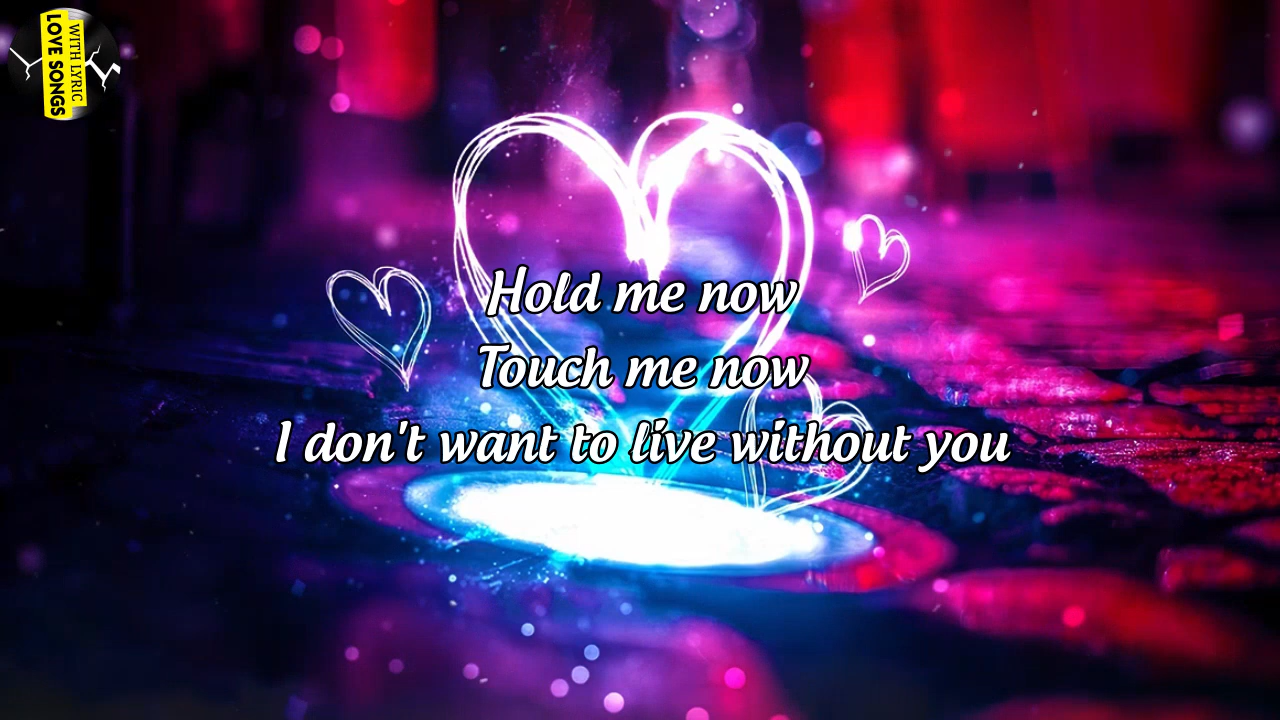 WITH LYRIC
LOVE SONGS
Hold me now
Touch me now
I don't want to live without you